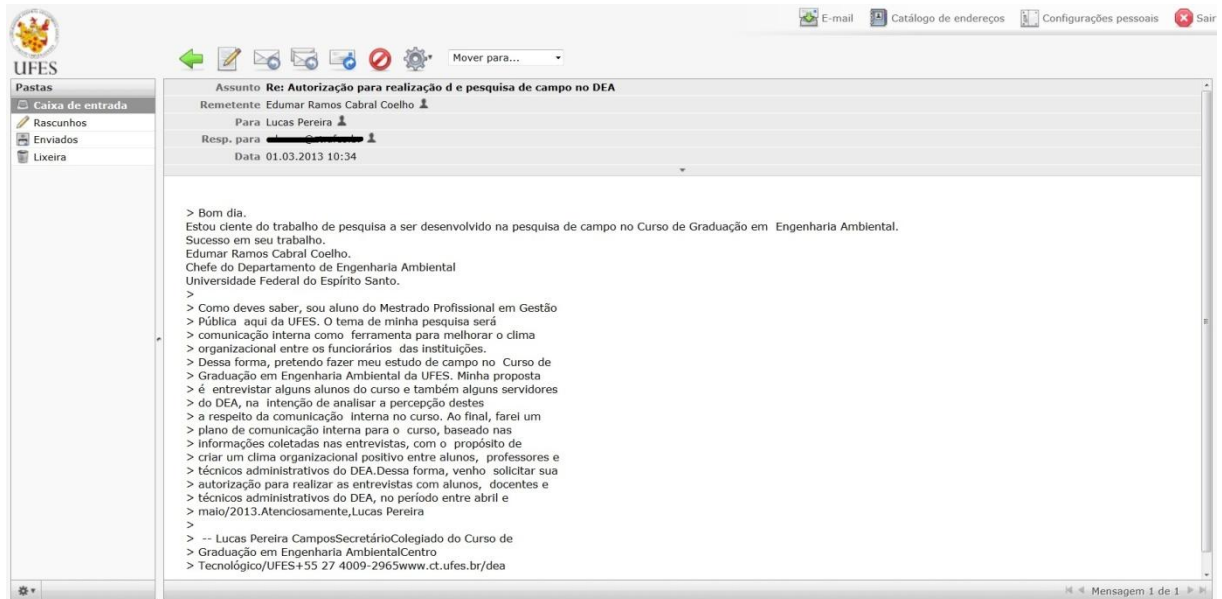 E-mail Catálogo de endereços Configurações pessoais Sair
UFES
Mover para...
Pastas
Caixa de entrada
Rascunhos
Enviados
Lixeira
Assunto Re: Autorização para realização d e pesquisa de campo no DEA
Remetente Edumar Ramos Cabral Coelho
Para Lucas Pereira
Resp. para
Data 01.03.2013 10:34
> Bom dia.
Estou ciente do trabalho de pesquisa a ser desenvolvido na pesquisa de campo no Curso de Graduação em Engenharia Ambiental.
Sucesso em seu trabalho.
Edumar Ramos Cabral Coelho.
Chefe do Departamento de Engenharia Ambiental
Universidade Federal do Espírito Santo.
>
> Como deves saber, sou aluno do Mestrado Profissional em Gestão
> Pública aqui da UFES. O tema de minha pesquisa será
> comunicação interna como ferramenta para melhorar o clima
> organizacional entre os funciorários das instituições.
> Dessa forma, pretendo fazer meu estudo de campo no Curso de
> Graduação em Engenharia Ambiental da UFES. Minha proposta
> é entrevistar alguns alunos do curso e também alguns servidores
> do DEA, na intenção de analisar a percepção destes
> a respeito da comunicação interna no curso. Ao final, farei um
> plano de comunicação interna para o curso, baseado nas
> informações coletadas nas entrevistas, com o propósito de
> criar um clima organizacional positivo entre alunos, professores e
> técnicos administrativos do DEA.Dessa forma, venho solicitar sua
> autorização para realizar as entrevistas com alunos, docentes e
> técnicos administrativos do DEA, no período entre abril e
> maio/2013.Atenciosamente,Lucas Pereira
>
> -- Lucas Pereira CamposSecretárioColegiado do Curso de
> Graduação em Engenharia AmbientalCentro
> Tecnológico/UFES+55 27 4009-2965www.ct.ufes.br/dea
Mensagem 1 de 1